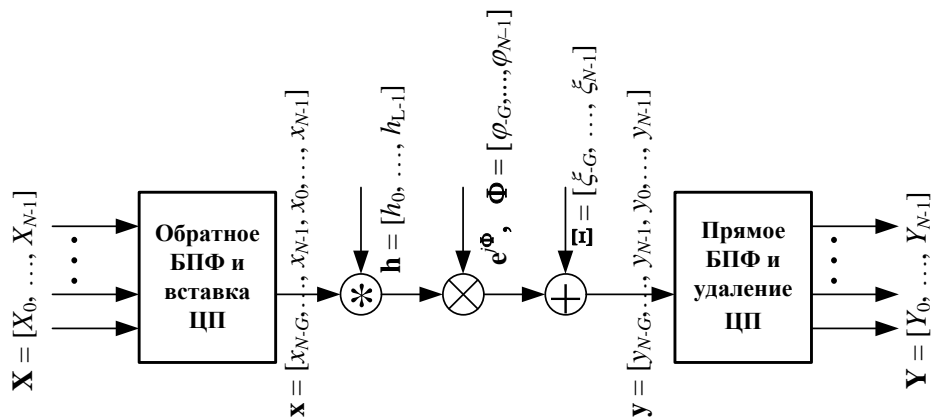 X = [X0, …, XN-1]
Обратное
БПФ и
вставка
ЦП
x = [xN-G,…, xN-1, x0,…, xN-1]
h = [h0, …, hL-1]
e^jΦ, Φ = [φ-G,…,φN-1]
Ξ = [ξ-G, …, ξN-1]
y = [yN-G,…, yN-1, y0,…, yN-1]
Прямое
БПФ и
удаление
ЦП
Y = [Y0, …, YN-1]